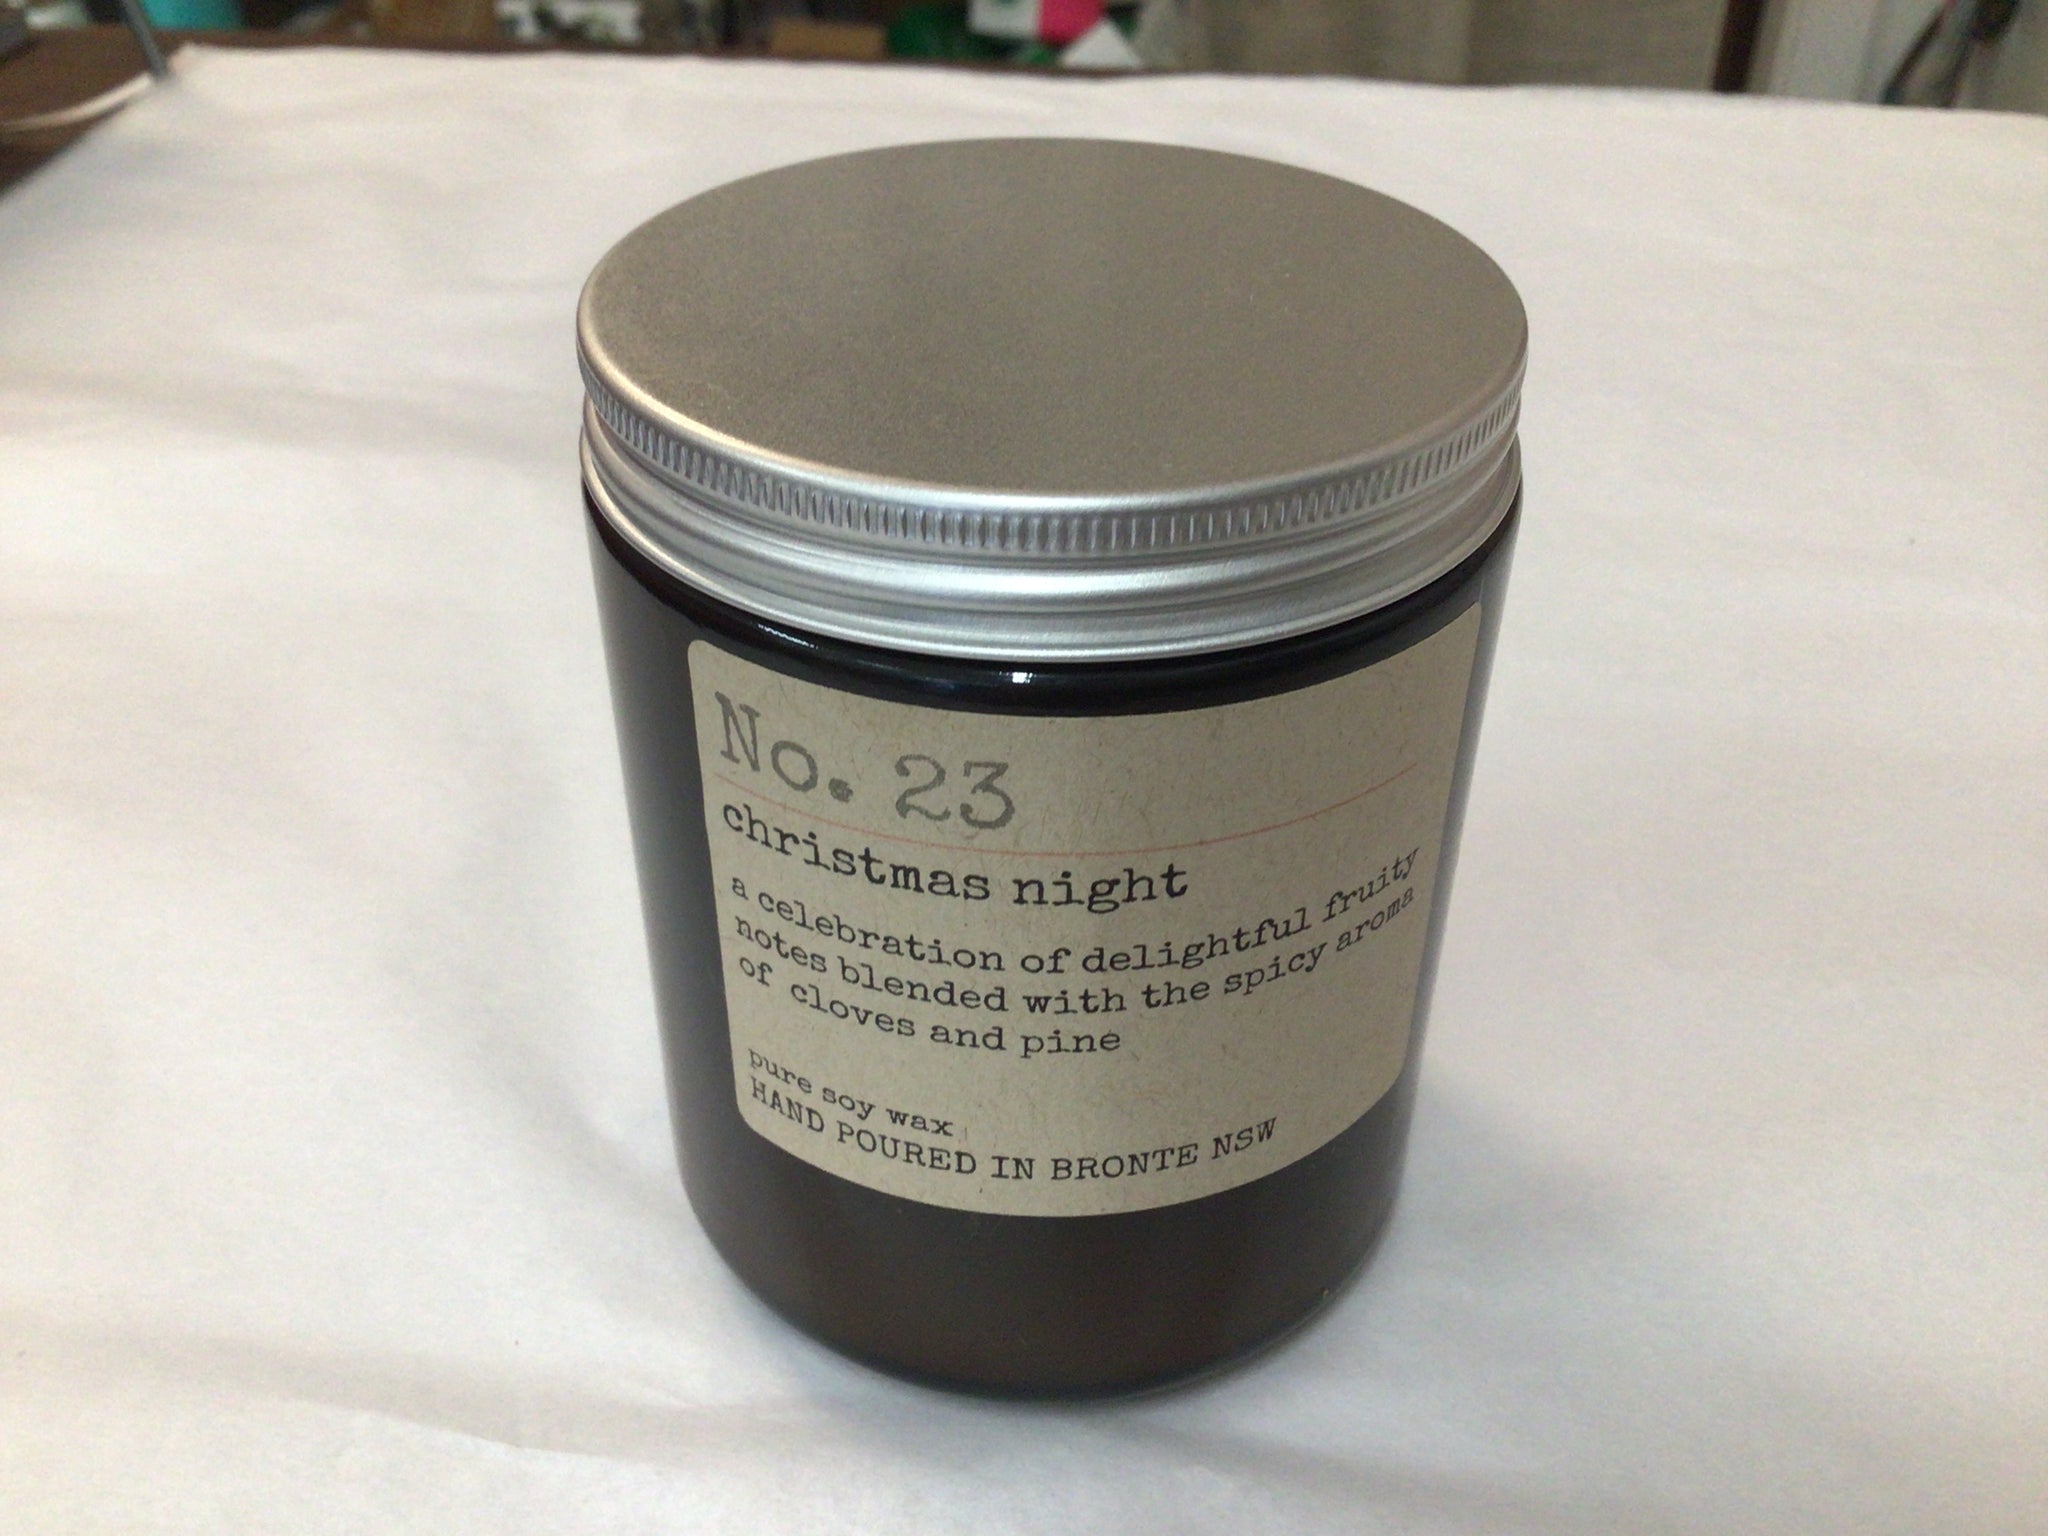 No. 23
christmas night
a celebration of delightful fruity
notes blended with the spicy aroma
of cloves and pine
pure soy wax
HAND POURED IN BRONTE NSW